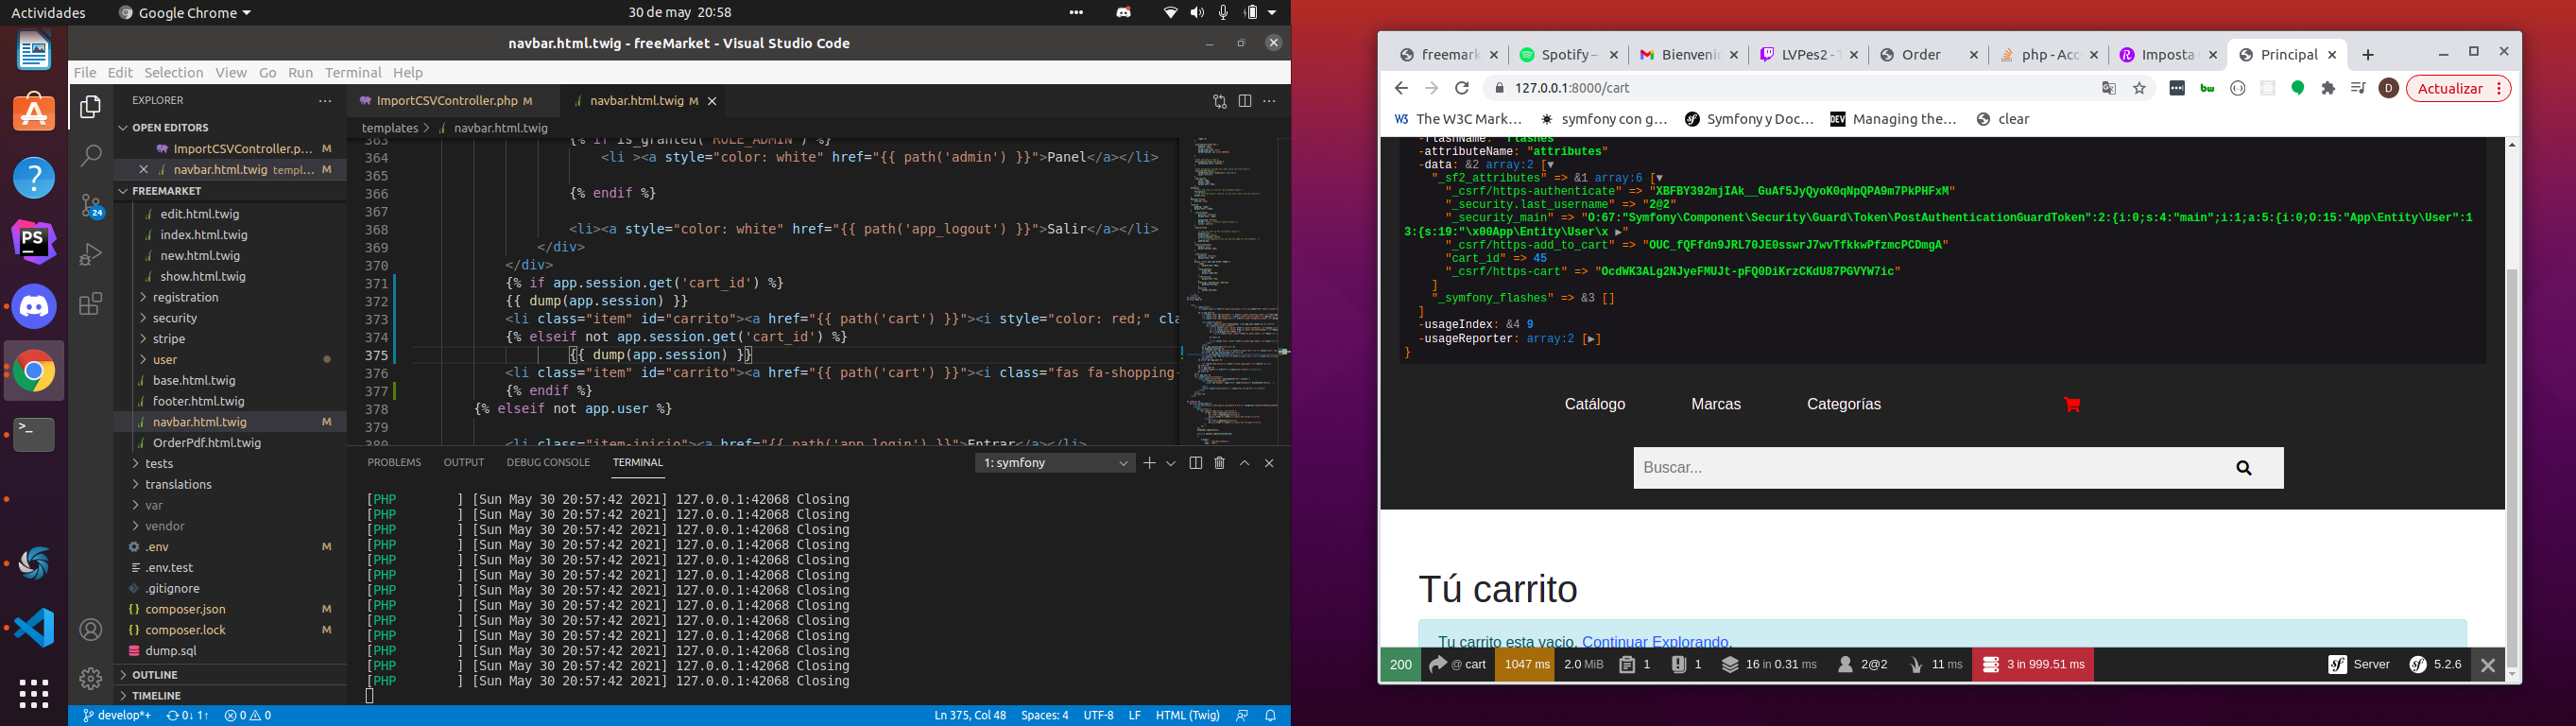 Actividades
Google Chrome
30 de may 20:58
navbar.html.twig - freeMarket - Visual Studio Code
File Edit Selection View Go Run Terminal Help
EXPLORER
OPEN EDITORS
ImportCSVController.p... M
navbar.html.twig templ... M
FREEMARKET
edit.html.twig
index.html.twig
new.html.twig
show.html.twig
registration
security
stripe
user
base.html.twig
footer.html.twig
navbar.html.twig M
OrderPdf.html.twig
tests
translations
var
vendor
.env M
.env.test
.gitignore
composer.json M
composer.lock M
dump.sql
OUTLINE
TIMELINE
24
ImportCSVController.php M
navbar.html.twig M
templates > navbar.html.twig
363 {% if is_granted('ROLE_ADMIN') %}
364 <li ><a style="color: white" href="{{ path('admin') }}">Panel</a></li>
365
366 {% endif %}
367
368 <li><a style="color: white" href="{{ path('app_logout') }}">Salir</a></li>
369 </div>
370 </div>
371 {% if app.session.get('cart_id') %}
372 {{ dump(app.session) }}
373 <li class="item" id="carrito"><a href="{{ path('cart') }}"><i style="color: red;" clas
374 {% elseif not app.session.get('cart_id') %}
375 {{ dump(app.session) }}
376 <li class="item" id="carrito"><a href="{{ path('cart') }}"><i class="fas fa-shopping-
377 {% endif %}
378 {% elseif not app.user %}
379
380 <li class="item-inicio"><a href="{{ path('app_login') }}">Entrar</a></li>
PROBLEMS OUTPUT DEBUG CONSOLE TERMINAL
1: symfony
[PHP ] [Sun May 30 20:57:42 2021] 127.0.0.1:42068 Closing
[PHP ] [Sun May 30 20:57:42 2021] 127.0.0.1:42068 Closing
[PHP ] [Sun May 30 20:57:42 2021] 127.0.0.1:42068 Closing
[PHP ] [Sun May 30 20:57:42 2021] 127.0.0.1:42068 Closing
[PHP ] [Sun May 30 20:57:42 2021] 127.0.0.1:42068 Closing
[PHP ] [Sun May 30 20:57:42 2021] 127.0.0.1:42068 Closing
[PHP ] [Sun May 30 20:57:42 2021] 127.0.0.1:42068 Closing
[PHP ] [Sun May 30 20:57:42 2021] 127.0.0.1:42068 Closing
[PHP ] [Sun May 30 20:57:42 2021] 127.0.0.1:42068 Closing
[PHP ] [Sun May 30 20:57:42 2021] 127.0.0.1:42068 Closing
[PHP ] [Sun May 30 20:57:42 2021] 127.0.0.1:42068 Closing
[PHP ] [Sun May 30 20:57:42 2021] 127.0.0.1:42068 Closing
[PHP ] [Sun May 30 20:57:42 2021] 127.0.0.1:42068 Closing
develop*+ 0↓ 1↑ 0 0
Ln 375, Col 48 Spaces: 4 UTF-8 LF HTML (Twig)
freemark Spotify – Bienvenid LVPes2 - T Order php - Acc Imposta Principal
127.0.0.1:8000/cart
Actualizar
The W3C Mark... symfony con g... Symfony y Doc... Managing the... clear
-flashName: "flashes"
-attributeName: "attributes"
-data: &2 array:2 [▼
"_sf2_attributes" => &1 array:6 [▼
"_csrf/https-authenticate" => "XBFBY392mjIAk__GuAf5JyQyoK0qNpQPA9m7PkPHFxM"
"_security.last_username" => "2@2"
"_security_main" => "O:67:"Symfony\Component\Security\Guard\Token\PostAuthenticationGuardToken":2:{i:0;s:4:"main";i:1;a:5:{i:0;O:15:"App\Entity\User":1
3:{s:19:"\x00App\Entity\User\x ▶"
"_csrf/https-add_to_cart" => "OUC_fQFfdn9JRL70JE0sswrJ7wvTfkkwPfzmcPCDmgA"
"cart_id" => 45
"_csrf/https-cart" => "OcdWK3ALg2NJyeFMUJt-pFQ0DiKrzCKdU87PGVYW7ic"
]
"_symfony_flashes" => &3 []
]
-usageIndex: &4 9
-usageReporter: array:2 [▶]
}
Catálogo Marcas Categorías
Buscar...
Tú carrito
Tu carrito esta vacio. Continuar Explorando.
200 @ cart 1047 ms 2.0 MiB 1 1 16 in 0.31 ms 2@2 11 ms 3 in 999.51 ms Server 5.2.6